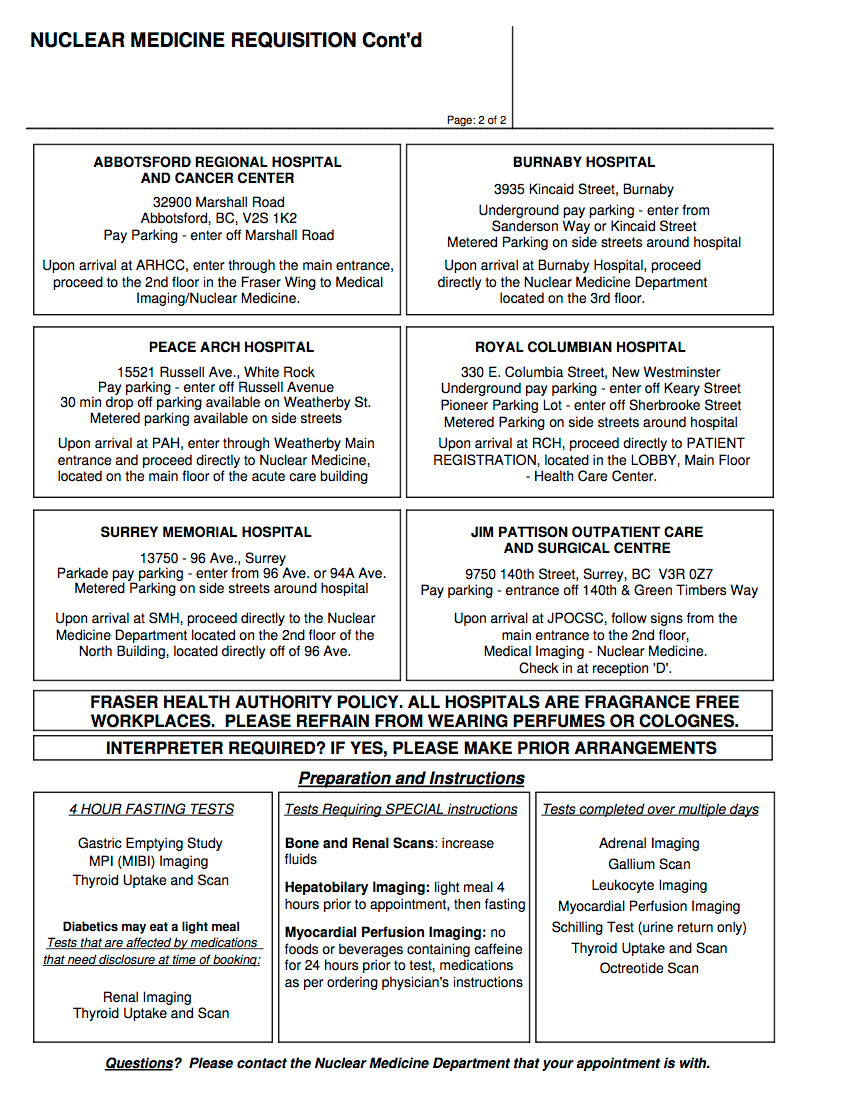 NUCLEAR MEDICINE REQUISITION Cont'd
Page: 2 of 2
ABBOTSFORD REGIONAL HOSPITAL
AND CANCER CENTER
32900 Marshall Road
Abbotsford, BC, V2S 1K2
Pay Parking - enter off Marshall Road
Upon arrival at ARHCC, enter through the main entrance,
proceed to the 2nd floor in the Fraser Wing to Medical
Imaging/Nuclear Medicine.
BURNABY HOSPITAL
3935 Kincaid Street, Burnaby
Underground pay parking - enter from
Sanderson Way or Kincaid Street
Metered Parking on side streets around hospital
Upon arrival at Burnaby Hospital, proceed
directly to the Nuclear Medicine Department
located on the 3rd floor.
PEACE ARCH HOSPITAL
15521 Russell Ave., White Rock
Pay parking - enter off Russell Avenue
30 min drop off parking available on Weatherby St.
Metered parking available on side streets
Upon arrival at PAH, enter through Weatherby Main
entrance and proceed directly to Nuclear Medicine,
located on the main floor of the acute care building
ROYAL COLUMBIAN HOSPITAL
330 E. Columbia Street, New Westminster
Underground pay parking - enter off Keary Street
Pioneer Parking Lot - enter off Sherbrooke Street
Metered Parking on side streets around hospital
Upon arrival at RCH, proceed directly to PATIENT
REGISTRATION, located in the LOBBY, Main Floor
- Health Care Center.
SURREY MEMORIAL HOSPITAL
13750 - 96 Ave., Surrey
Parkade pay parking - enter from 96 Ave. or 94A Ave.
Metered Parking on side streets around hospital
Upon arrival at SMH, proceed directly to the Nuclear
Medicine Department located on the 2nd floor of the
North Building, located directly off of 96 Ave.
JIM PATTISON OUTPATIENT CARE
AND SURGICAL CENTRE
9750 140th Street, Surrey, BC V3R 0Z7
Pay parking - entrance off 140th & Green Timbers Way
Upon arrival at JPOCSC, follow signs from the
main entrance to the 2nd floor,
Medical Imaging - Nuclear Medicine.
Check in at reception 'D'.
FRASER HEALTH AUTHORITY POLICY. ALL HOSPITALS ARE FRAGRANCE FREE
WORKPLACES. PLEASE REFRAIN FROM WEARING PERFUMES OR COLOGNES.
INTERPRETER REQUIRED? IF YES, PLEASE MAKE PRIOR ARRANGEMENTS
Preparation and Instructions
4 HOUR FASTING TESTS
Gastric Emptying Study
MPI (MIBI) Imaging
Thyroid Uptake and Scan
Diabetics may eat a light meal
Tests that are affected by medications
that need disclosure at time of booking:
Renal Imaging
Thyroid Uptake and Scan
Tests Requiring SPECIAL instructions
Bone and Renal Scans: increase
fluids
Hepatobilary Imaging: light meal 4
hours prior to appointment, then fasting
Myocardial Perfusion Imaging: no
foods or beverages containing caffeine
for 24 hours prior to test, medications
as per ordering physician's instructions
Tests completed over multiple days
Adrenal Imaging
Gallium Scan
Leukocyte Imaging
Myocardial Perfusion Imaging
Schilling Test (urine return only)
Thyroid Uptake and Scan
Octreotide Scan
Questions? Please contact the Nuclear Medicine Department that your appointment is with.